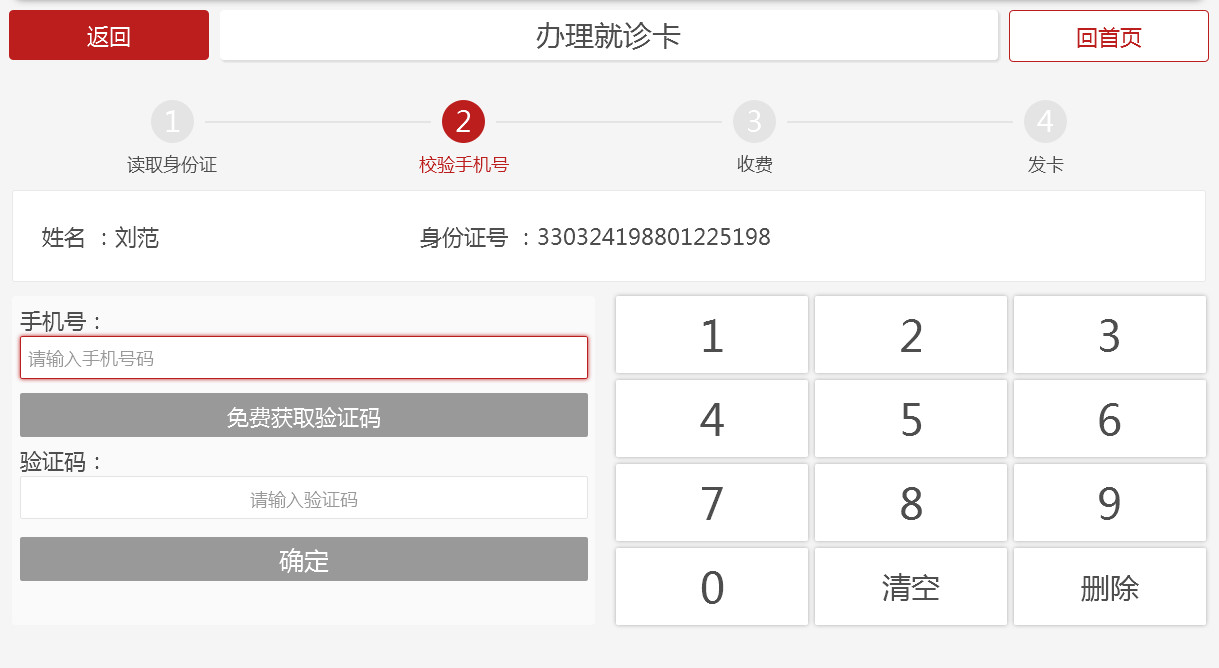 返回
办理就诊卡
回首页
1
2
3
4
读取身份证
校验手机号
收费
发卡
姓名 ：刘范
身份证号 ：330324198801225198
手机号：
请输入手机号码
免费获取验证码
验证码：
请输入验证码
确定
1 2 3
4 5 6
7 8 9
0 清空 删除